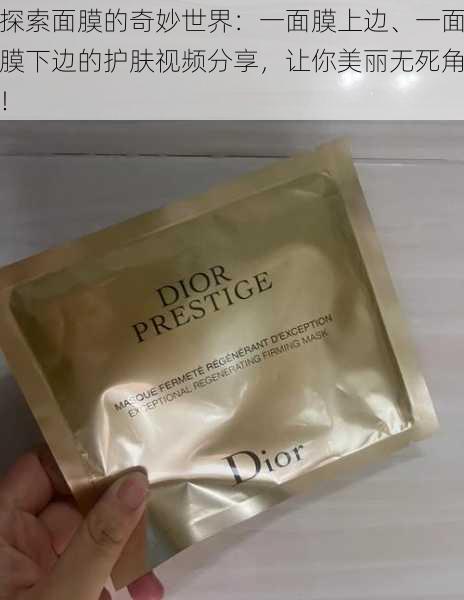 探索面膜的奇妙世界：一面膜上边、一面
膜下边的护肤视频分享，让你美丽无死角
！
DIOR
PRESTIGE
MASQUE FERMETÉ RÉGÉNÉRANT D'EXCEPTION
EXCEPTIONAL REGENERATING FIRMING MASK
Dior